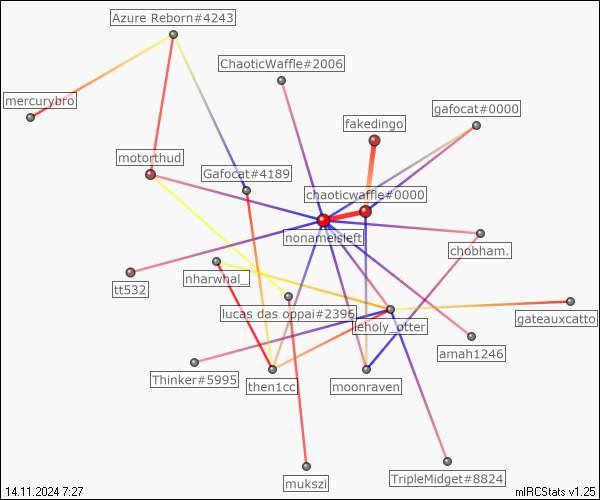 Azure Reborn#4243
ChaoticWaffle#2006
mercurybro
gafocat#0000
fakedingo
motorthud
Gafocat#4189
chaoticwaffle#0000
nonameisleft
chobham.
nharwhal_
tt532
lucas das oppai#2396
gateauxcatto
leholy_otter
amah1246
Thinker#5995
then1cc
moonraven
mukszi
TripleMidget#8824
14.11.2024 7:27
mIRCStats v1.25